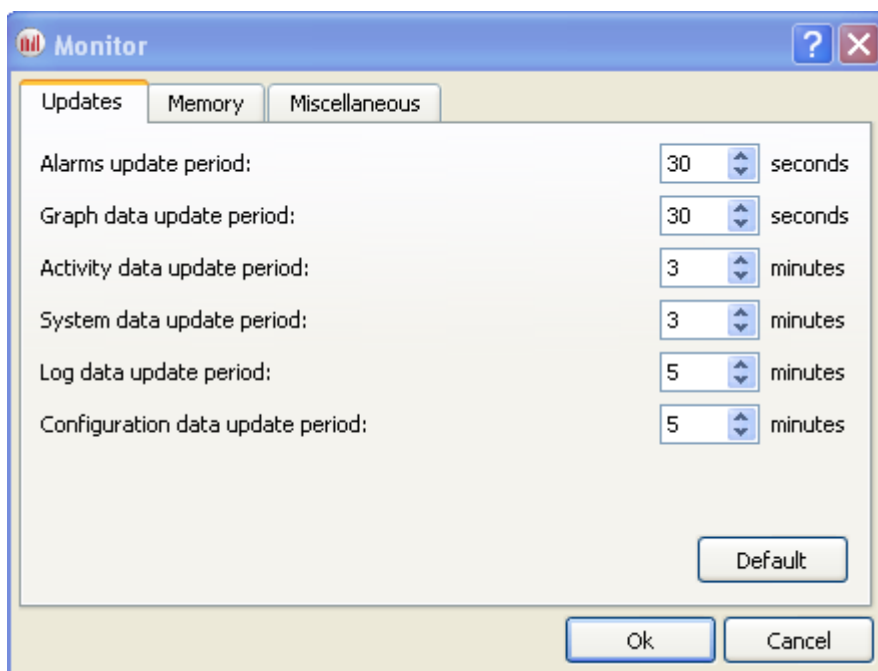 Monitor
Updates Memory Miscellaneous
Alarms update period: 30 seconds
Graph data update period: 30 seconds
Activity data update period: 3 minutes
System data update period: 3 minutes
Log data update period: 5 minutes
Configuration data update period: 5 minutes
Default
Ok Cancel